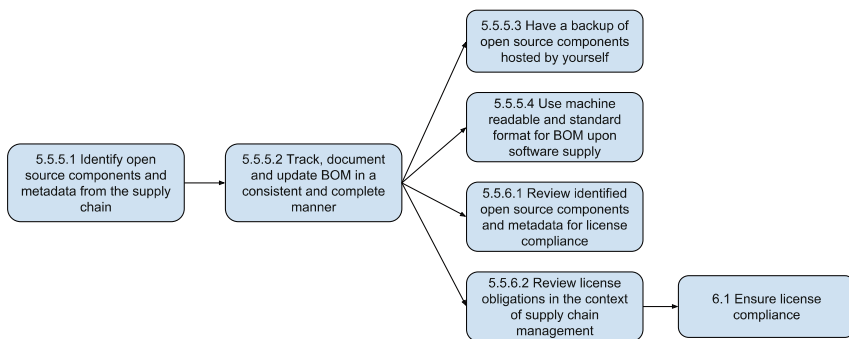 5.5.5.1 Identify open
source components and
metadata from the supply
chain
5.5.5.2 Track, document
and update BOM in a
consistent and complete
manner
5.5.5.3 Have a backup of
open source components
hosted by yourself
5.5.5.4 Use machine
readable and standard
format for BOM upon
software supply
5.5.6.1 Review identified
open source components
and metadata for license
compliance
5.5.6.2 Review license
obligations in the context
of supply chain
management
6.1 Ensure license
compliance